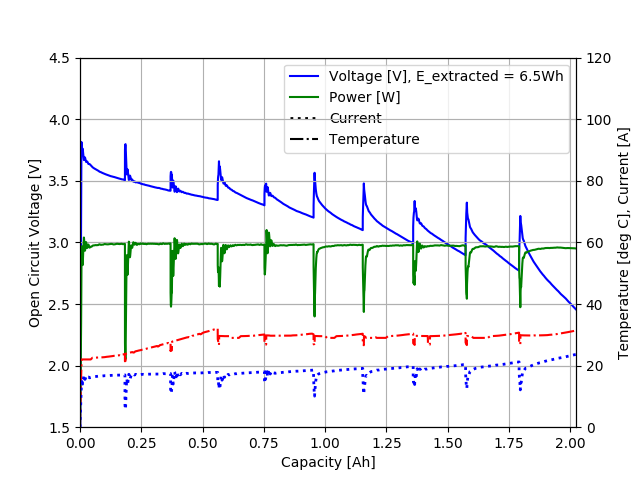 Voltage [V], E_extracted = 6.5Wh
Power [W]
Current
Temperature
4.5
4.0
3.5
3.0
2.5
2.0
1.5
Open Circuit Voltage [V]
120
100
80
60
40
20
0
Temperature [deg C], Current [A]
0.00 0.25 0.50 0.75 1.00 1.25 1.50 1.75 2.00
Capacity [Ah]